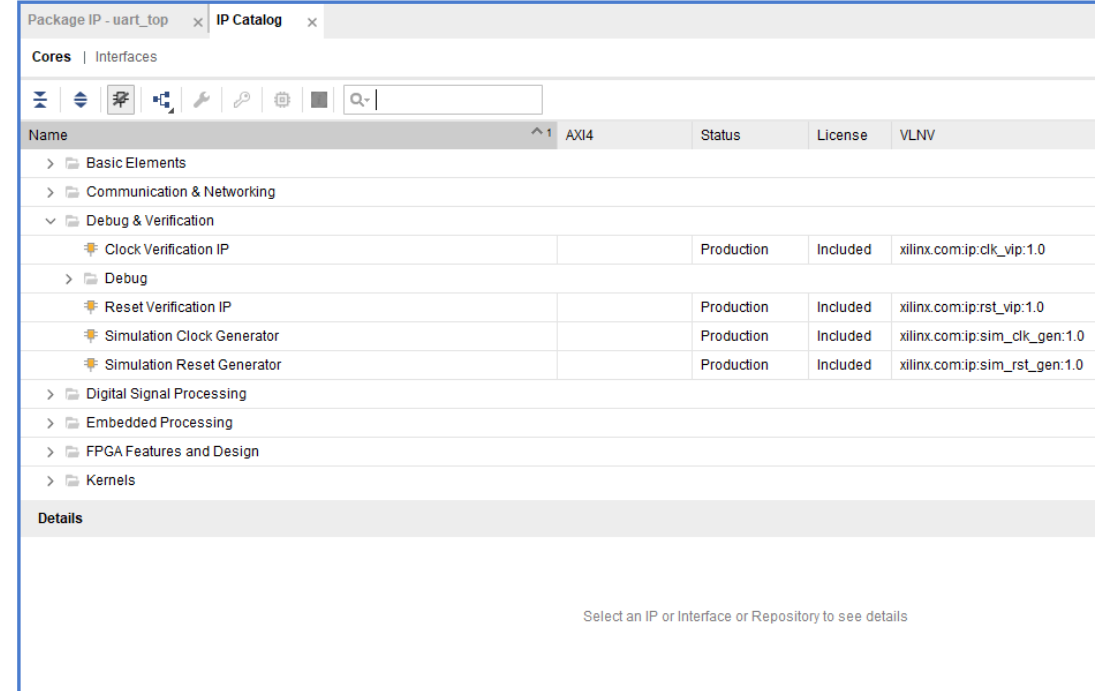 Package IP - uart_top × IP Catalog ×
Cores | Interfaces
Name 1 AXI4 Status License VLNV
Basic Elements
Communication & Networking
Debug & Verification
Clock Verification IP Production Included xilinx.com:ip:clk_vip:1.0
Debug
Reset Verification IP Production Included xilinx.com:ip:rst_vip:1.0
Simulation Clock Generator Production Included xilinx.com:ip:sim_clk_gen:1.0
Simulation Reset Generator Production Included xilinx.com:ip:sim_rst_gen:1.0
Digital Signal Processing
Embedded Processing
FPGA Features and Design
Kernels
Details
Select an IP or Interface or Repository to see details